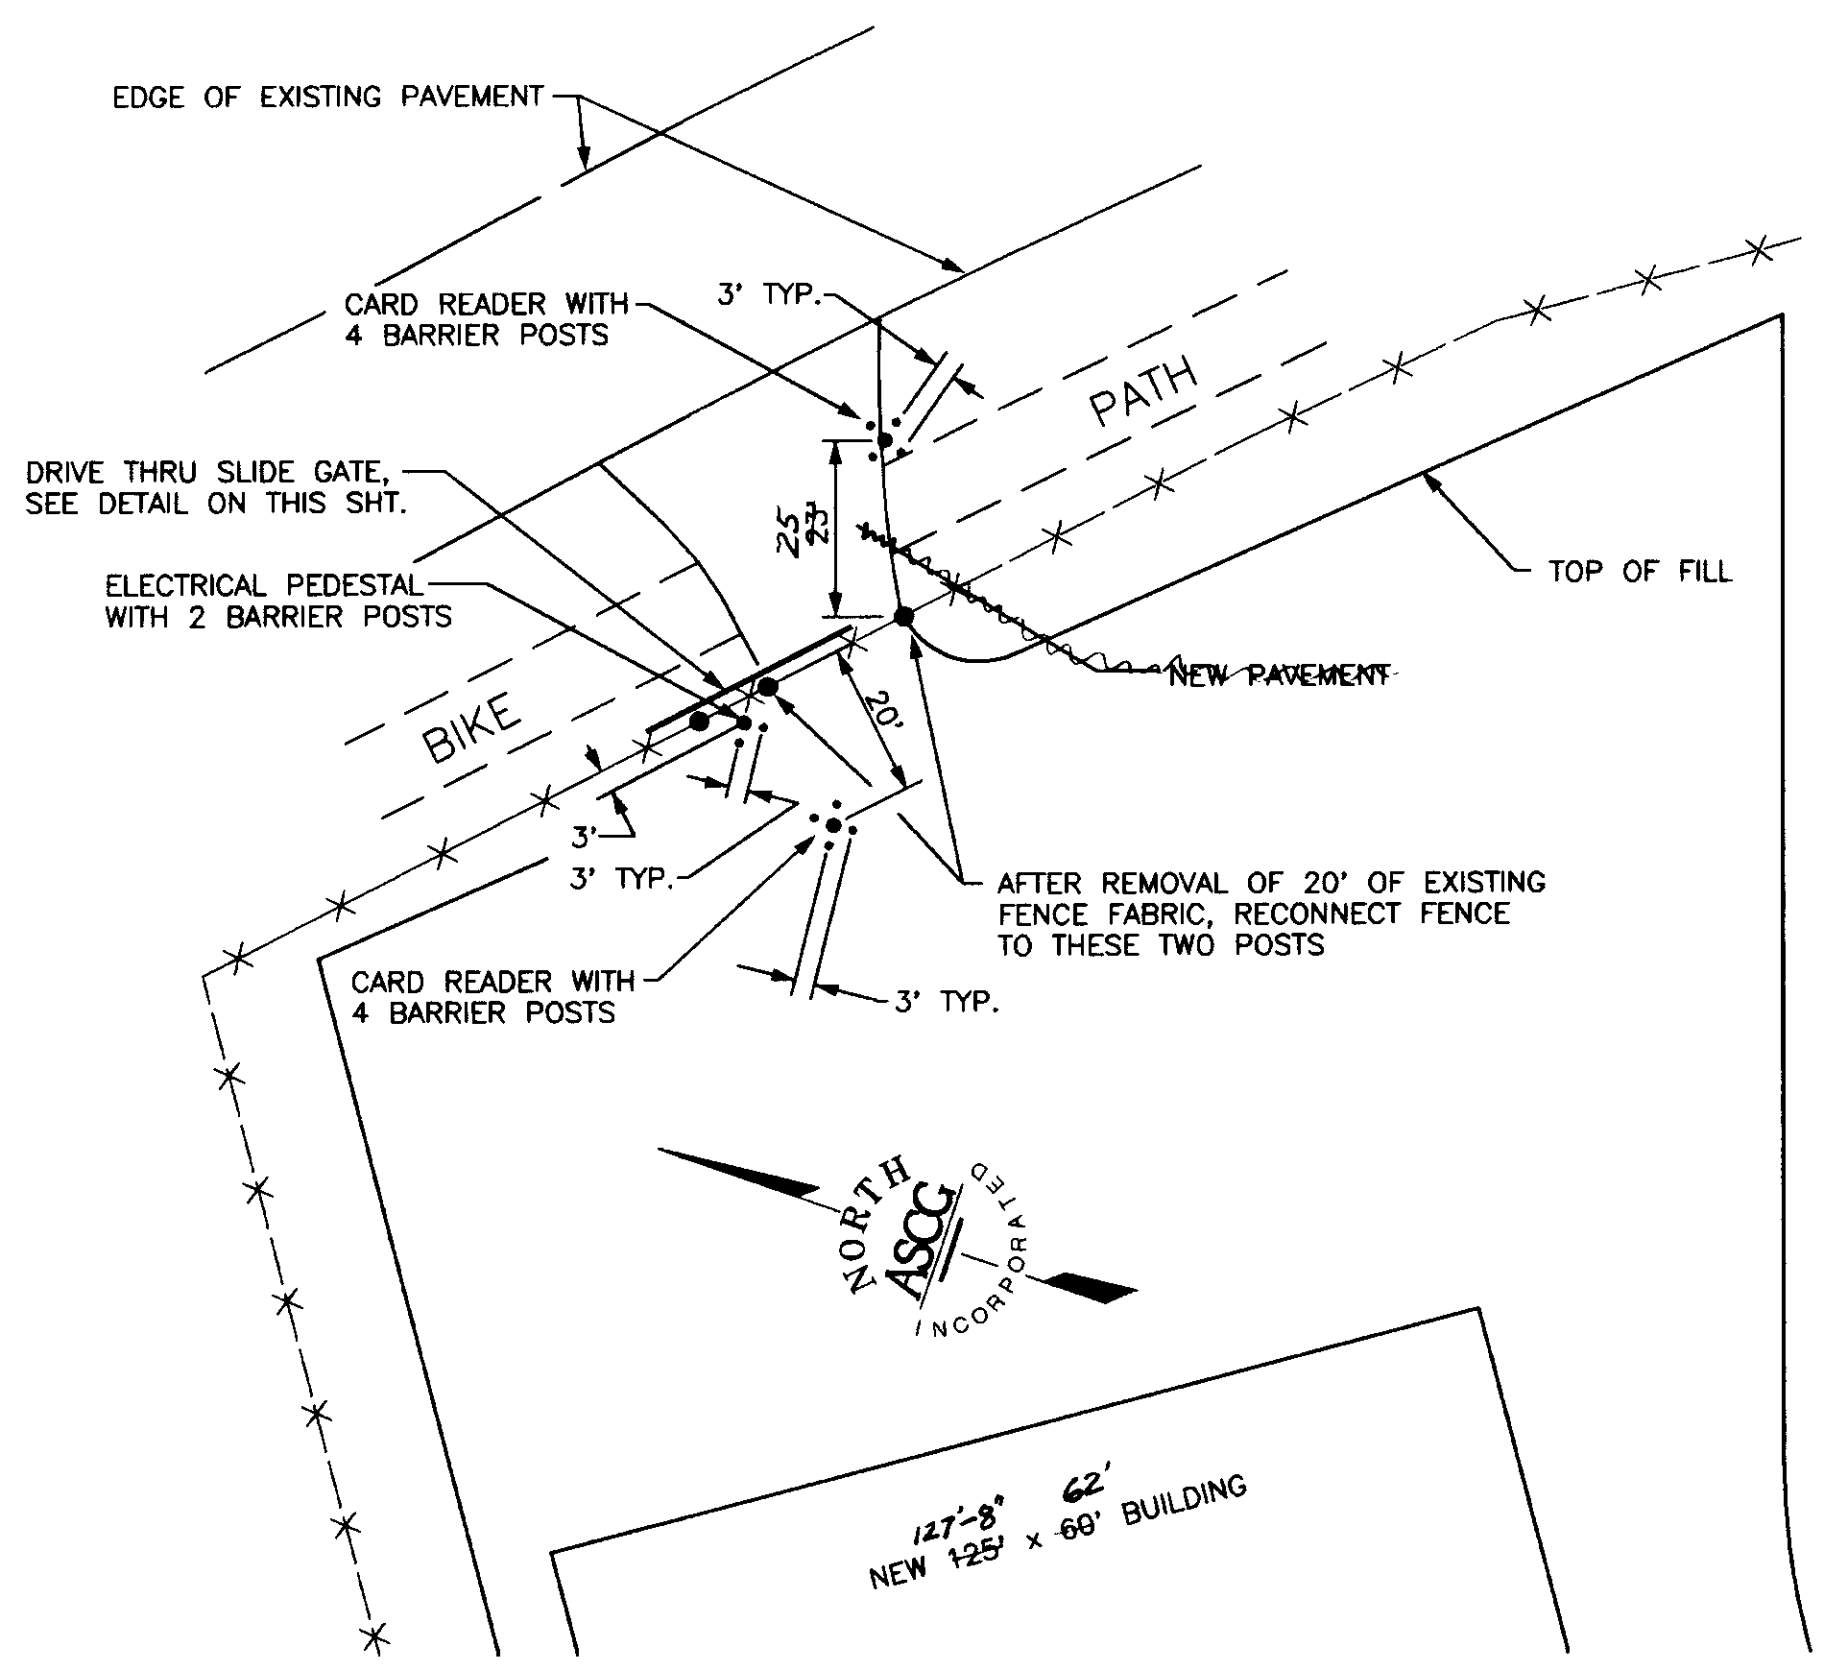 EDGE OF EXISTING PAVEMENT
CARD READER WITH
4 BARRIER POSTS
3' TYP.
PATH
DRIVE THRU SLIDE GATE,
SEE DETAIL ON THIS SHT.
25
23'
TOP OF FILL
ELECTRICAL PEDESTAL
WITH 2 BARRIER POSTS
NEW PAVEMENT
BIKE
20'
3'
3' TYP.
AFTER REMOVAL OF 20' OF EXISTING
FENCE FABRIC, RECONNECT FENCE
TO THESE TWO POSTS
CARD READER WITH
4 BARRIER POSTS
3' TYP.
NORTH
ASCG
INCORPORATED
127'-8" 62'
NEW 125' x 60' BUILDING